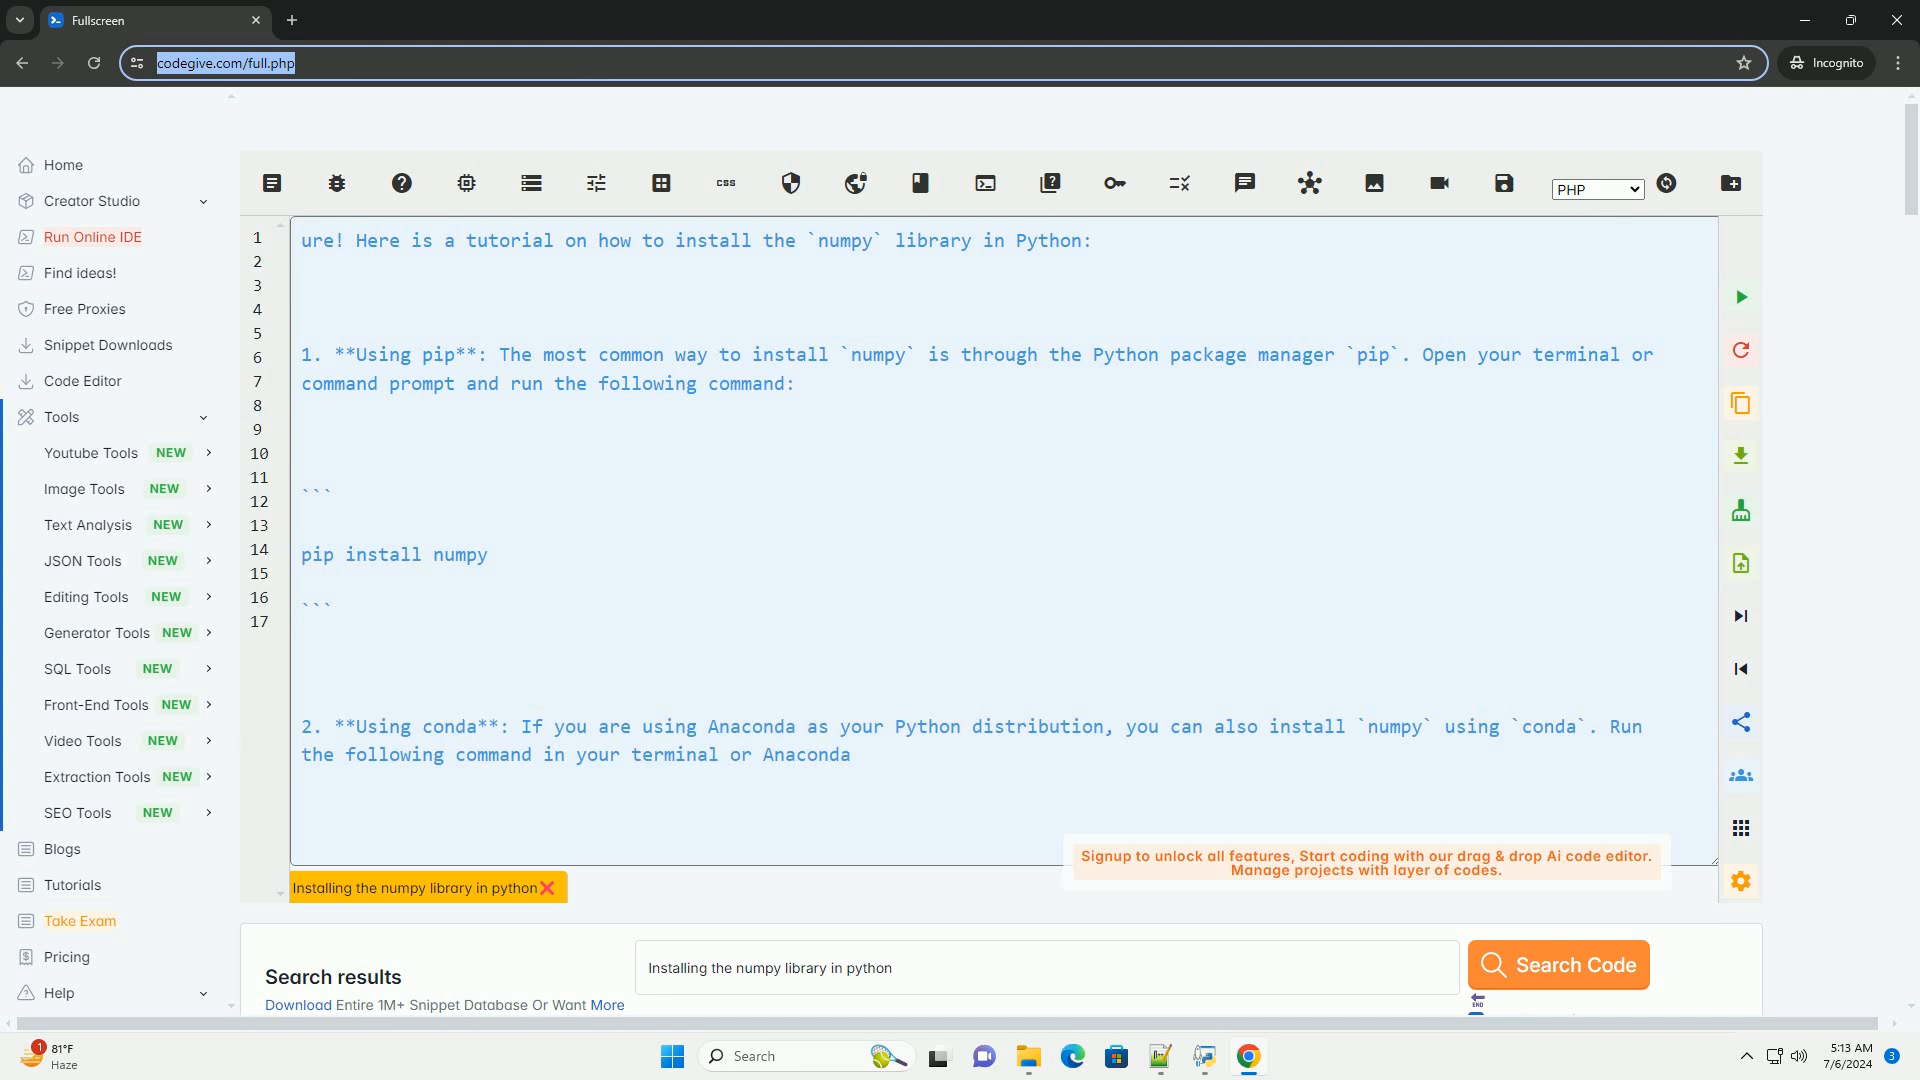 Fullscreen
codegive.com/full.php
Incognito
Home
Creator Studio
Run Online IDE
Find ideas!
Free Proxies
Snippet Downloads
Code Editor
Tools
Youtube Tools NEW
Image Tools NEW
Text Analysis NEW
JSON Tools NEW
Editing Tools NEW
Generator Tools NEW
SQL Tools NEW
Front-End Tools NEW
Video Tools NEW
Extraction Tools NEW
SEO Tools NEW
Blogs
Tutorials
Take Exam
Pricing
Help
css
PHP
1
2
3
4
5
6
7
8
9
10
11
12
13
14
15
16
17
ure! Here is a tutorial on how to install the `numpy` library in Python:
1. **Using pip**: The most common way to install `numpy` is through the Python package manager `pip`. Open your terminal or
command prompt and run the following command:
```
pip install numpy
```
2. **Using conda**: If you are using Anaconda as your Python distribution, you can also install `numpy` using `conda`. Run
the following command in your terminal or Anaconda
Signup to unlock all features, Start coding with our drag & drop Ai code editor.
Manage projects with layer of codes.
Installing the numpy library in python
Search results
Installing the numpy library in python
Search Code
Download Entire 1M+ Snippet Database Or Want More
END
1
81°F
Haze
Search
5:13 AM
7/6/2024
3